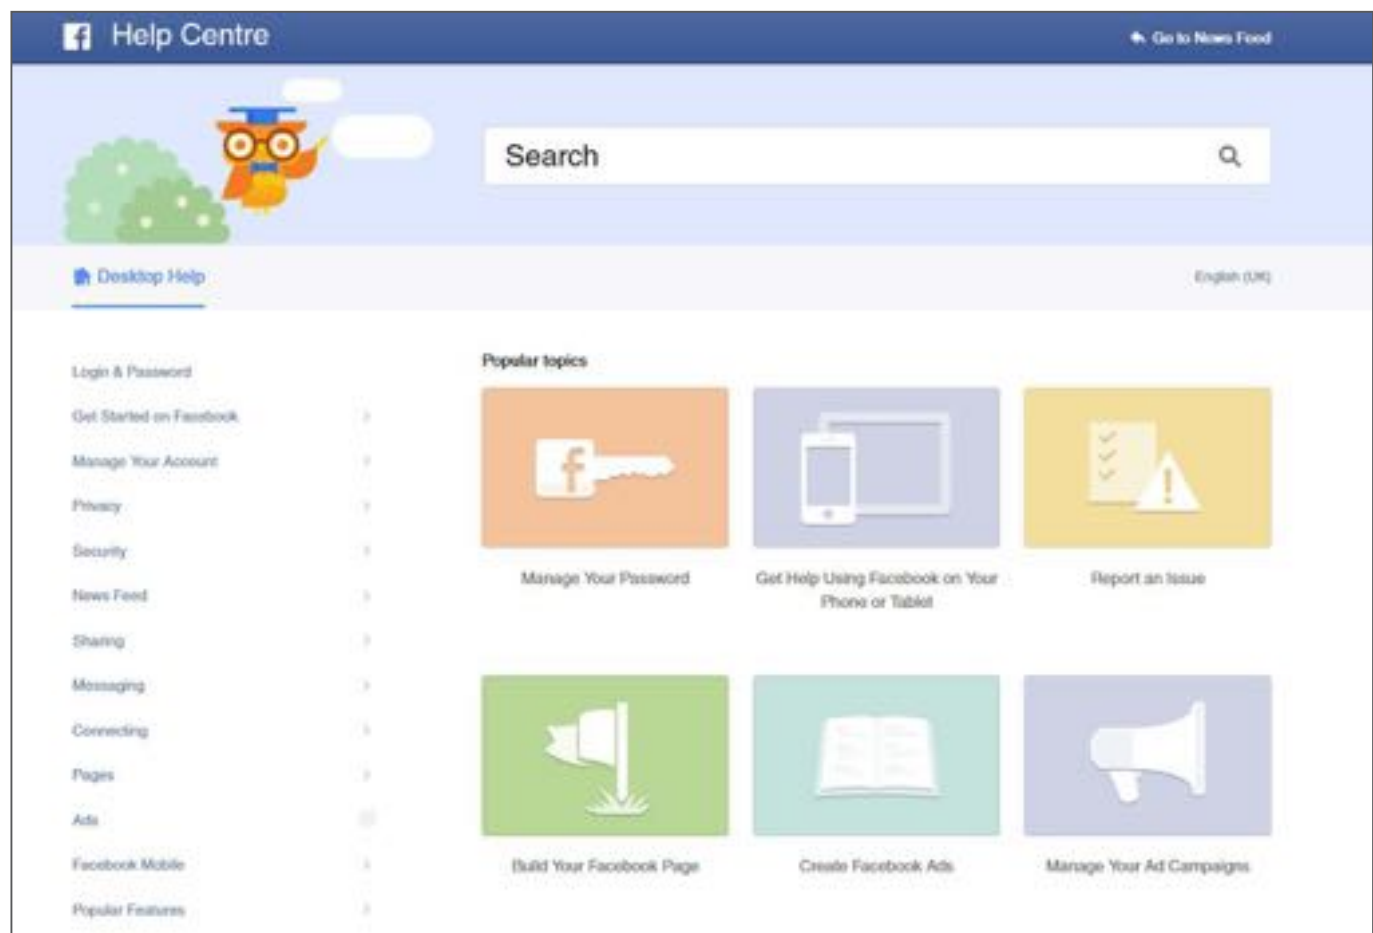 f Help Centre
Go to News Feed
Search
Desktop Help
English (UK)
Login & Password
Get Started on Facebook
Manage Your Account
Privacy
Security
News Feed
Sharing
Messaging
Connecting
Pages
Ads
Facebook Mobile
Popular Features
Popular topics
f
Manage Your Password
Get Help Using Facebook on Your
Phone or Tablet
Report an Issue
Build Your Facebook Page
Create Facebook Ads
Manage Your Ad Campaigns